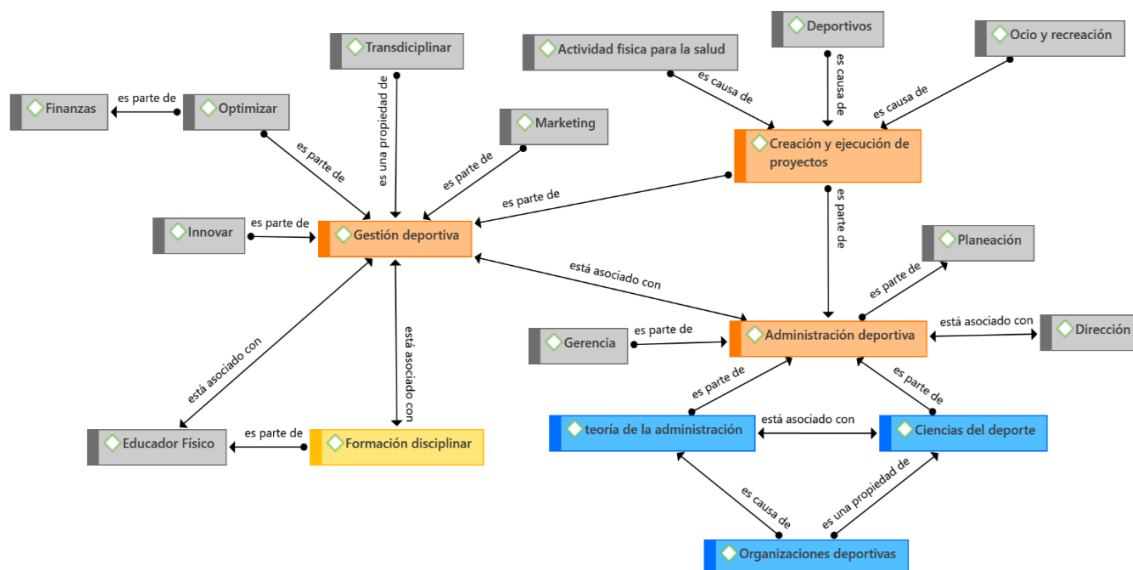 Deportivos
Transdiciplinar
Actividad fisica para la salud
Ocio y recreación
es causa de
es causa de
es causa de
es una propiedad de
Finanzas
es parte de
Optimizar
Marketing
Creación y ejecución de
proyectos
es parte de
es parte de
es parte de
es parte de
Innovar
es parte de
Gestión deportiva
Planeación
está asociado con
es parte de
Gerencia
es parte de
Administración deportiva
está asociado con
Dirección
está asociado con
está asociado con
es parte de
es parte de
Educador Físico
es parte de
Formación disciplinar
teoría de la administración
está asociado con
Ciencias del deporte
es causa de
es una propiedad de
Organizaciones deportivas